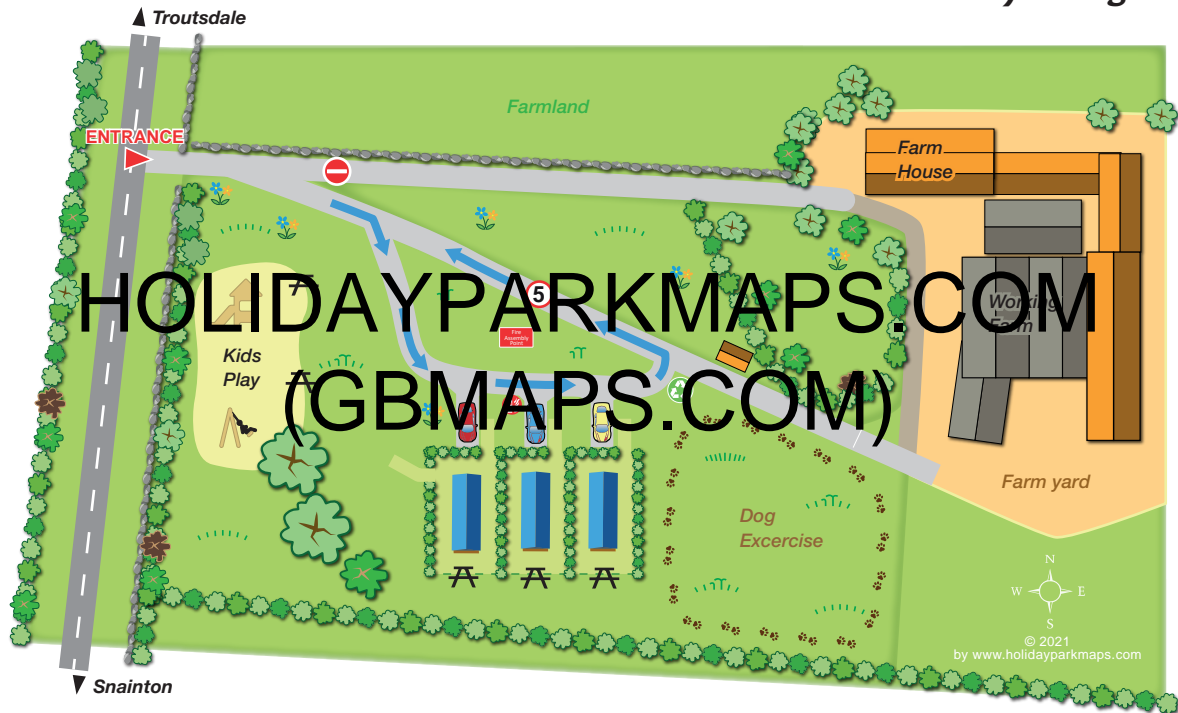 Troutsdale
ENTRANCE
Farmland
Farm
House
HOLIDAYPARKMAPS.COM
5
Working
Farm
Fire
Assembly
Point
Kids
Play
(GBMAPS.COM)
Farm yard
Dog
Excercise
N
W E
S
© 2021
by www.holidayparkmaps.com
Snainton